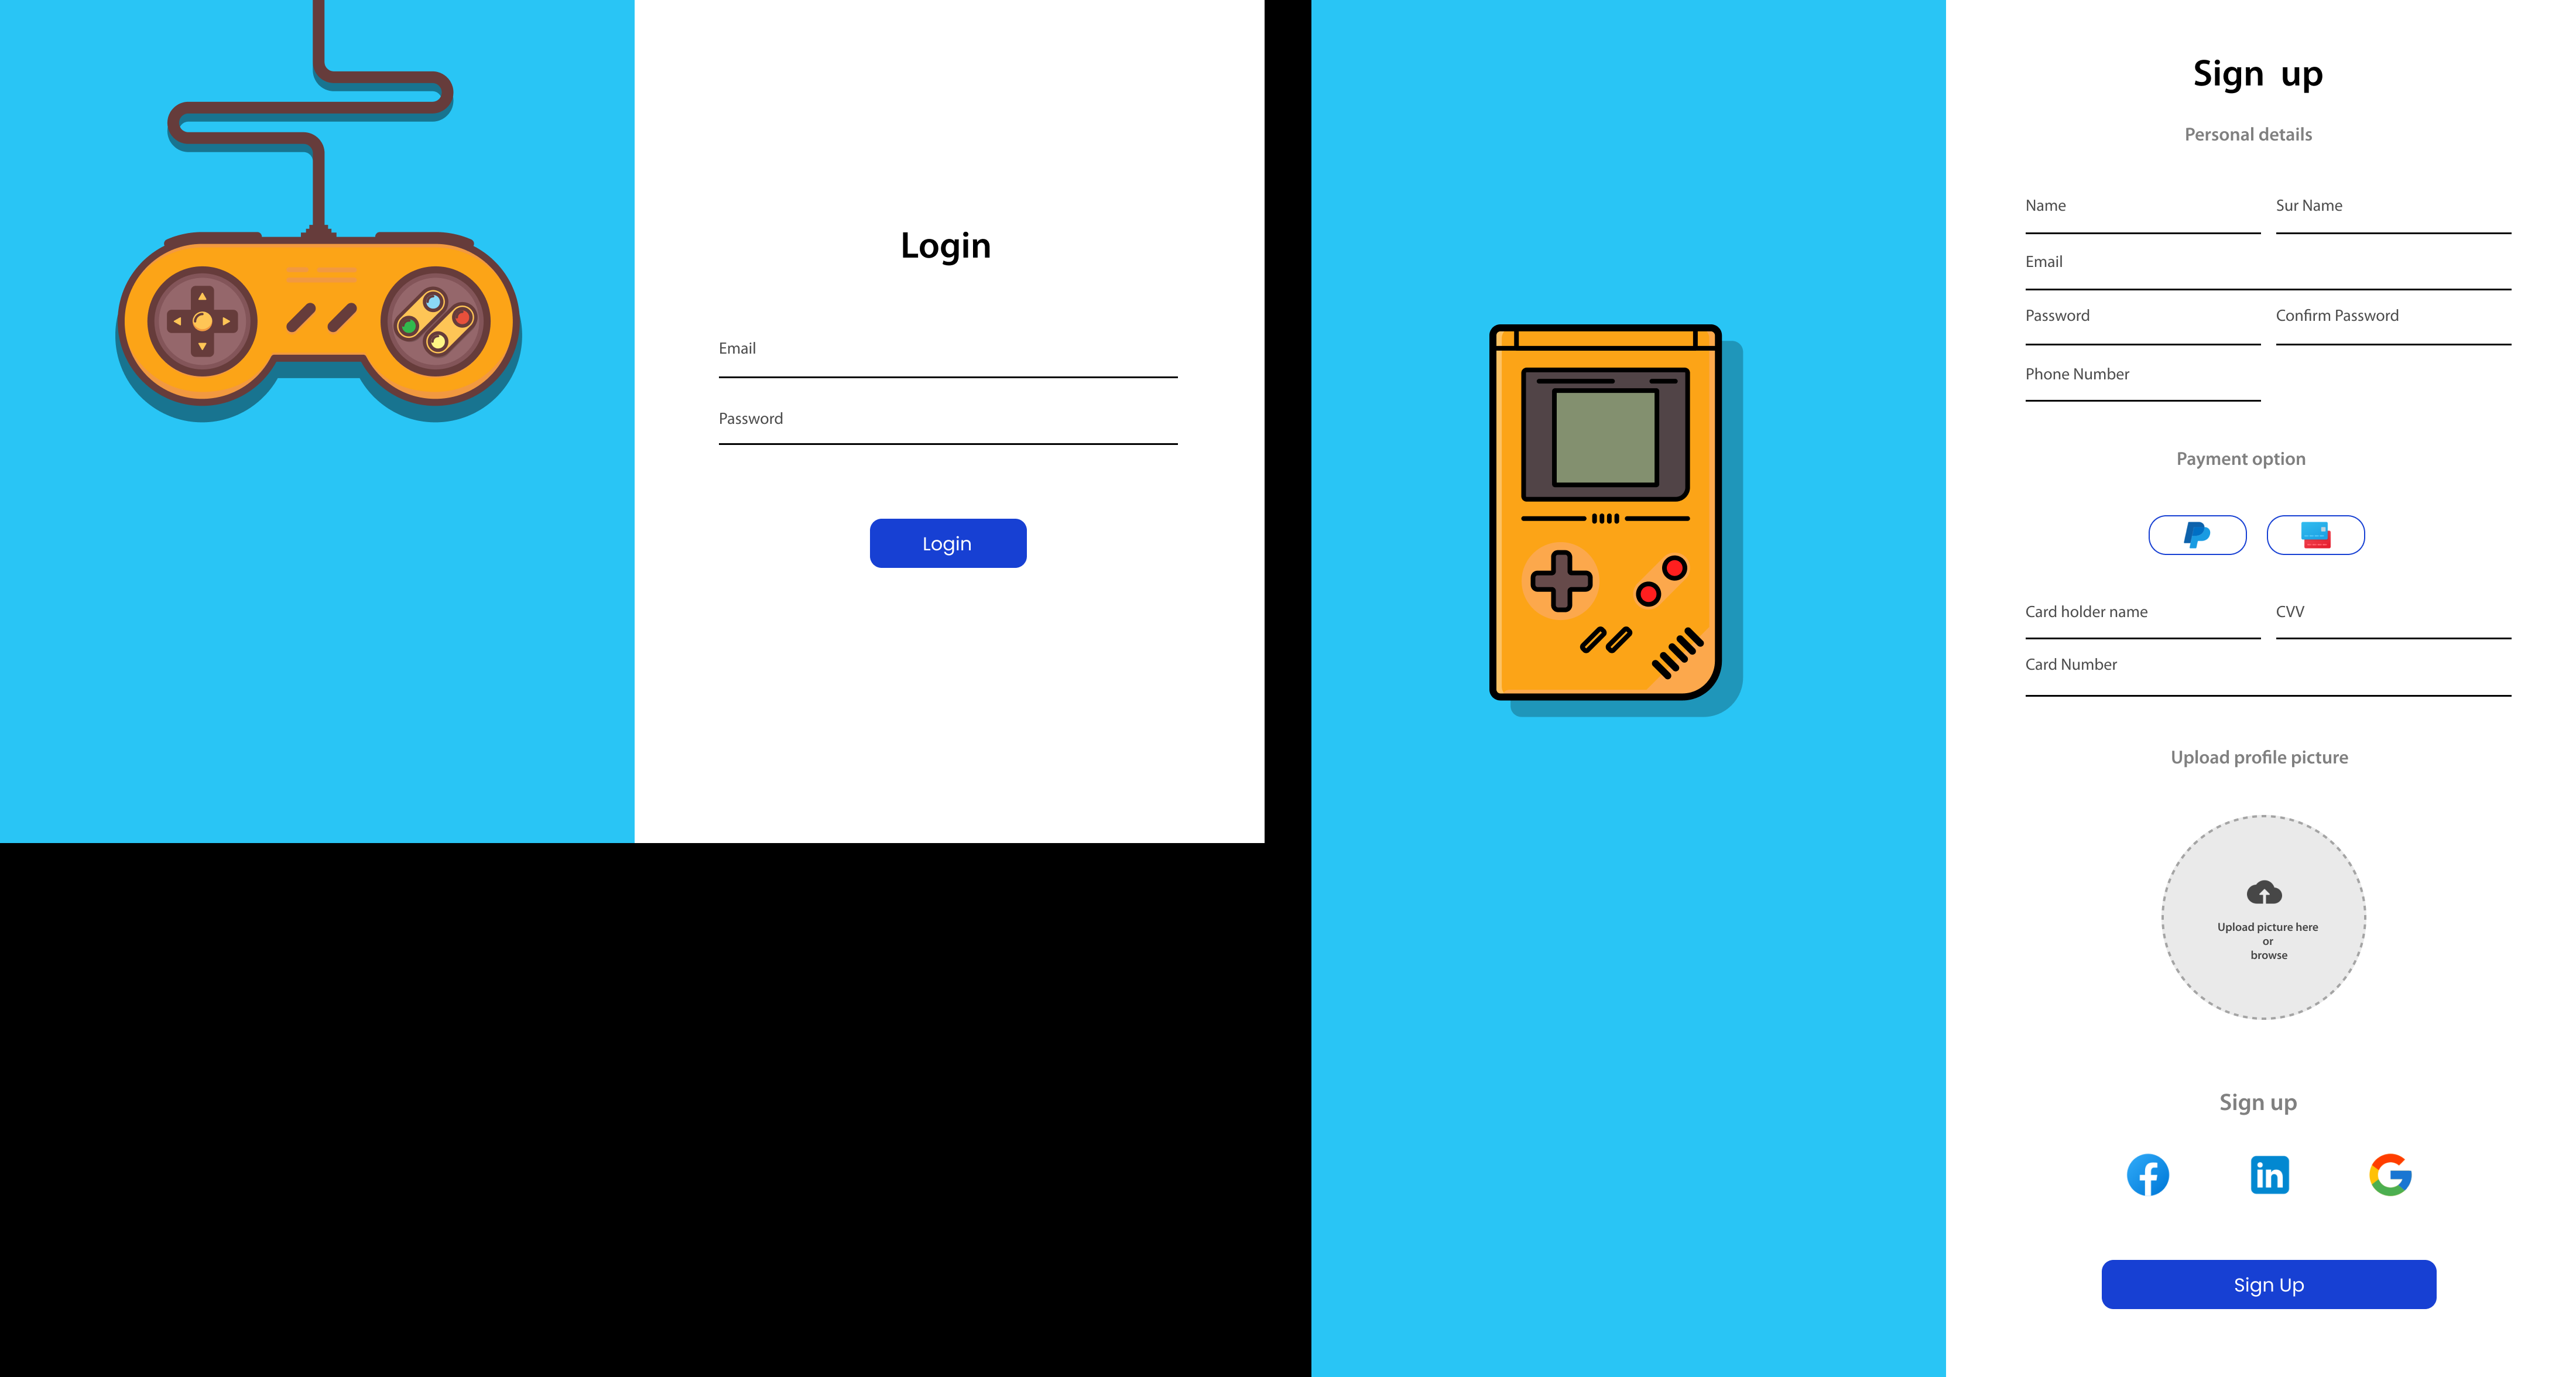 Login
Email
Password
Login
Sign up
Personal details
Name
Sur Name
Email
Password
Confirm Password
Phone Number
Payment option
Card holder name
CVV
Card Number
Upload profile picture
Upload picture here
or
browse
Sign up
in
Sign Up